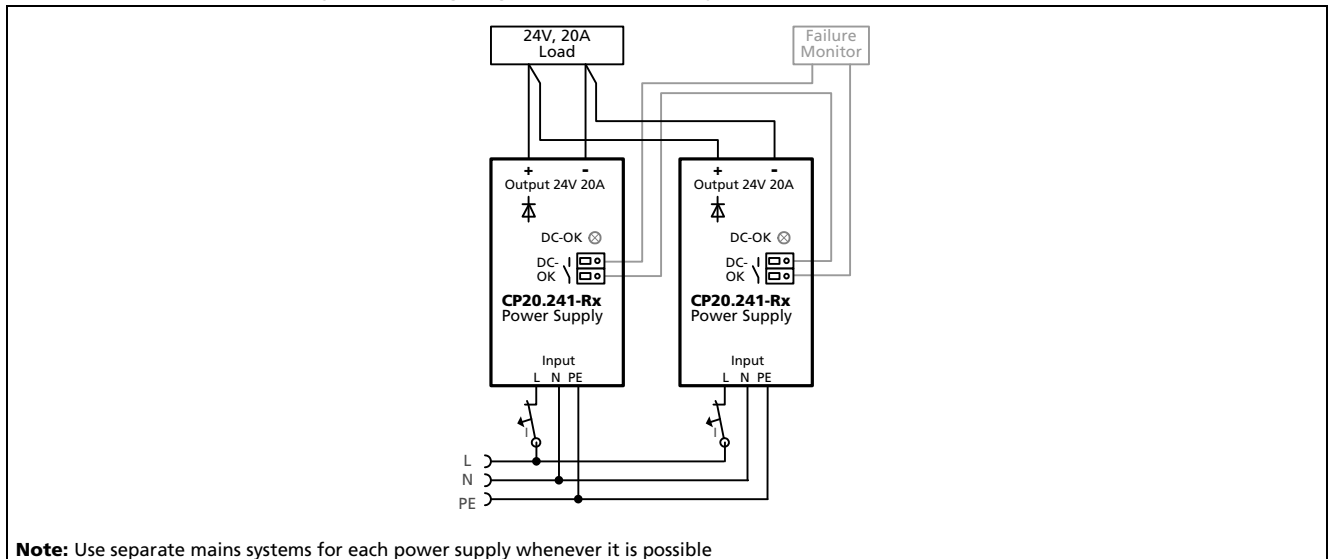 24V, 20A
Load
Failure
Monitor
+ -
Output 24V 20A
DC-OK
DC-
OK
CP20.241-Rx
Power Supply
Input
L N PE
I
+ -
Output 24V 20A
DC-OK
DC-
OK
CP20.241-Rx
Power Supply
Input
L N PE
I
L
N
PE
Note: Use separate mains systems for each power supply whenever it is possible